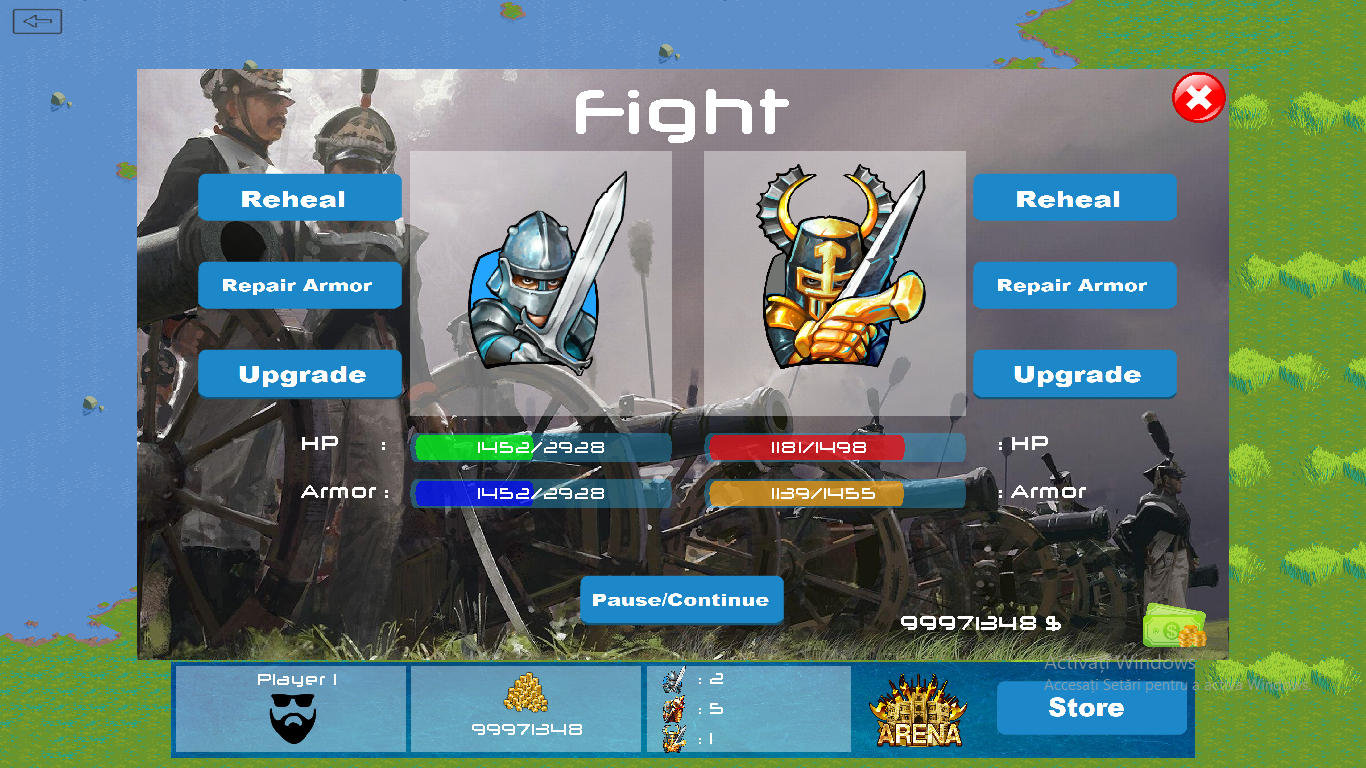 Fight
Reheal
Reheal
Repair Armor
Repair Armor
Upgrade
Upgrade
HP :
1452/2928
1181/1498
: HP
Armor :
1452/2928
1139/1455
: Armor
Pause/Continue
99971348 $
Activați Windows
Accesați Setări pentru a activa Windows.
Player 1
99971348
: 2
: 5
: 1
ARENA
Store